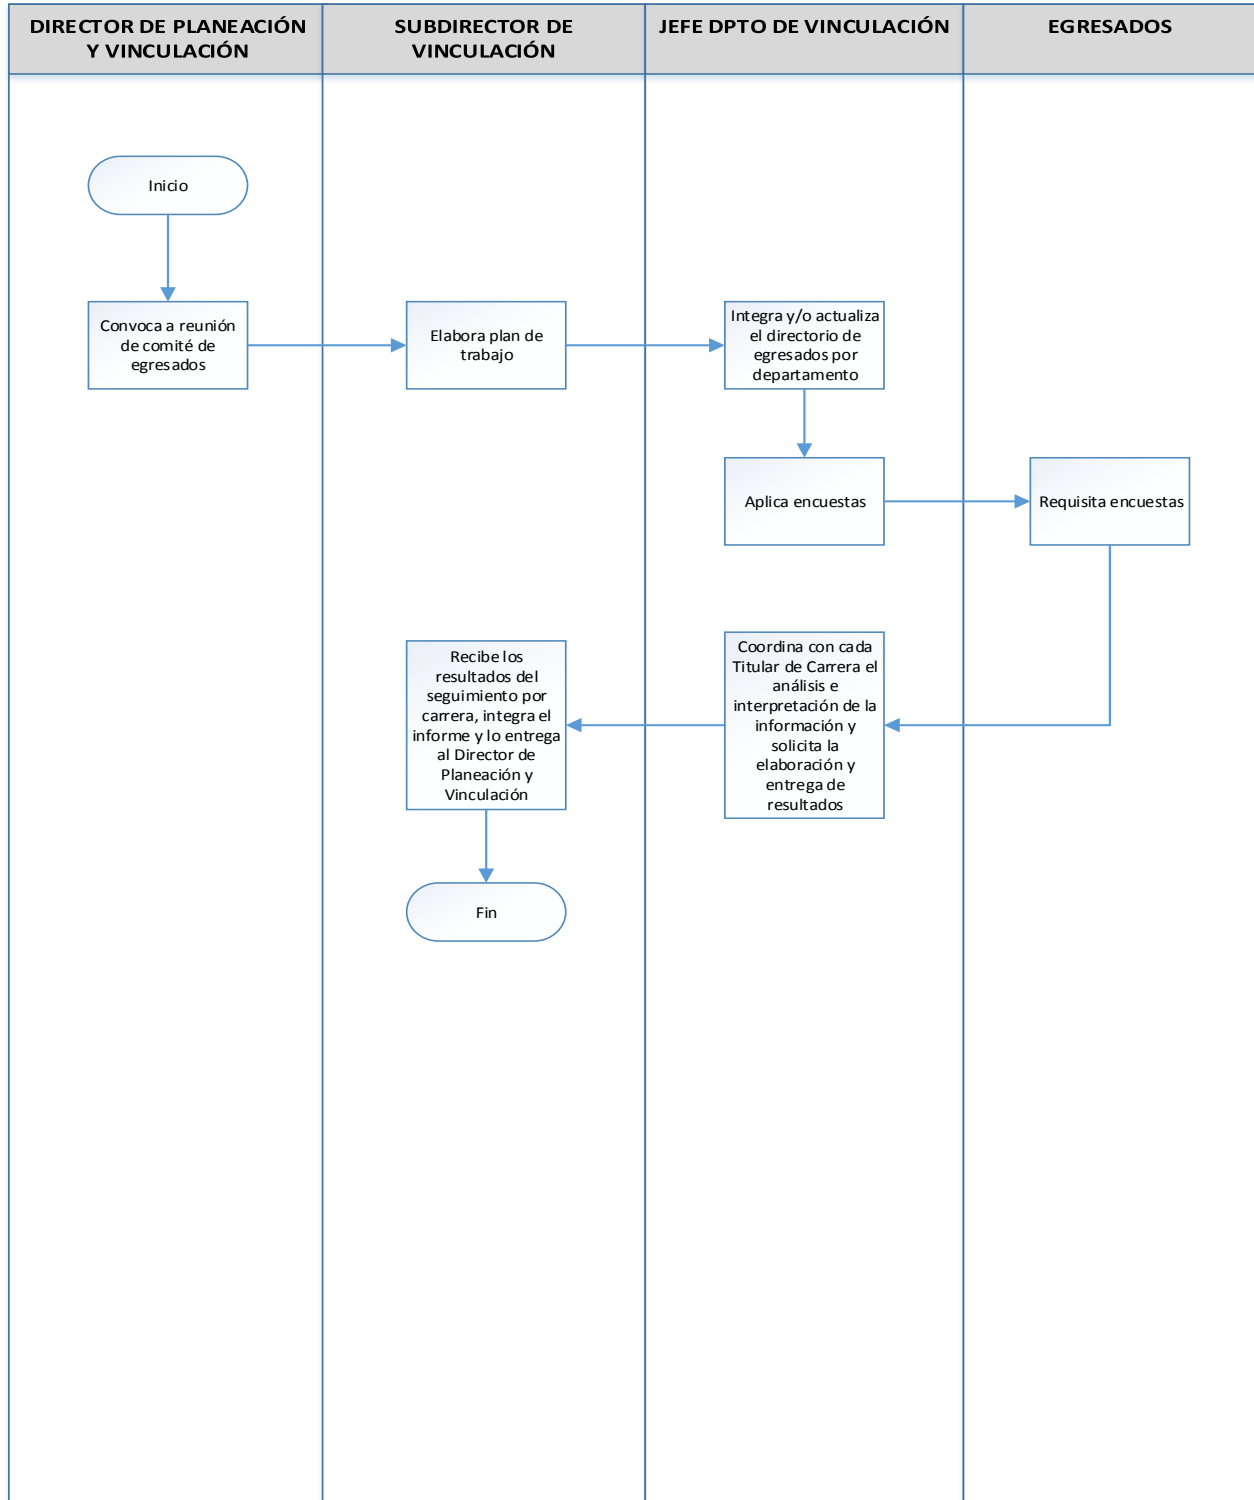 DIRECTOR DE PLANEACIÓN
Y VINCULACIÓN
SUBDIRECTOR DE
VINCULACIÓN
JEFE DPTO DE VINCULACIÓN
EGRESADOS
Inicio
Convoca a reunión
de comité de
egresados
Elabora plan de
trabajo
Integra y/o actualiza
el directorio de
egresados por
departamento
Aplica encuestas
Requisita encuestas
Recibe los
resultados del
seguimiento por
carrera, integra el
informe y lo entrega
al Director de
Planeación y
Vinculación
Coordina con cada
Titular de Carrera el
análisis e
interpretación de la
información y
solicita la
elaboración y
entrega de
resultados
Fin